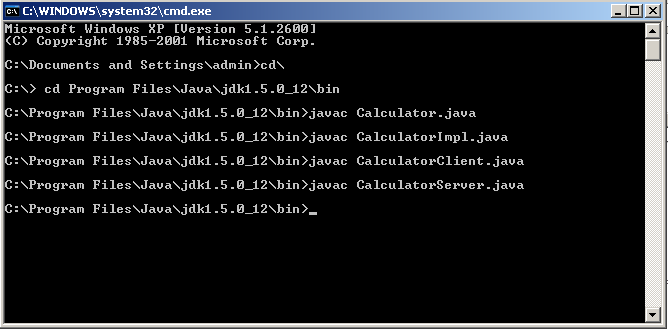 C:\WINDOWS\system32\cmd.exe
Microsoft Windows XP [Version 5.1.2600]
(C) Copyright 1985-2001 Microsoft Corp.
C:\Documents and Settings\admin>cd\
C:\> cd Program Files\Java\jdk1.5.0_12\bin
C:\Program Files\Java\jdk1.5.0_12\bin>javac Calculator.java
C:\Program Files\Java\jdk1.5.0_12\bin>javac CalculatorImpl.java
C:\Program Files\Java\jdk1.5.0_12\bin>javac CalculatorClient.java
C:\Program Files\Java\jdk1.5.0_12\bin>javac CalculatorServer.java
C:\Program Files\Java\jdk1.5.0_12\bin>_